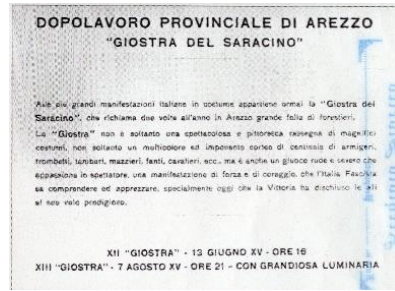 DOPOLAVORO PROVINCIALE DI AREZZO
"GIOSTRA DEL SARACINO"
Alle più grandi manifestazioni italiane in costume appartiene ormai la "Giostra del
Saracino", che richiama due volte all'anno in Arezzo grande folla di forestieri.
La "Giostra" non è soltanto una spettacolosa e pittoresca rassegna di magnifici
costumi, non soltanto un multicolore ed imponente corteo di centinaia di armigeri,
trombetti, tamburi, mazzieri, fanti, cavalieri, ecc., ma è anche un giuoco rude e severo che
appassiona lo spettatore, una manifestazione di forza e di coraggio, che l'Italia Fascista
sa comprendere ed apprezzare, specialmente oggi che la Vittoria ha dischiuso le ali
al suo volo prodigioso.
XII "GIOSTRA" - 13 GIUGNO XV - ORE 16
XIII "GIOSTRA" - 7 AGOSTO XV - ORE 21 - CON GRANDIOSA LUMINARIA